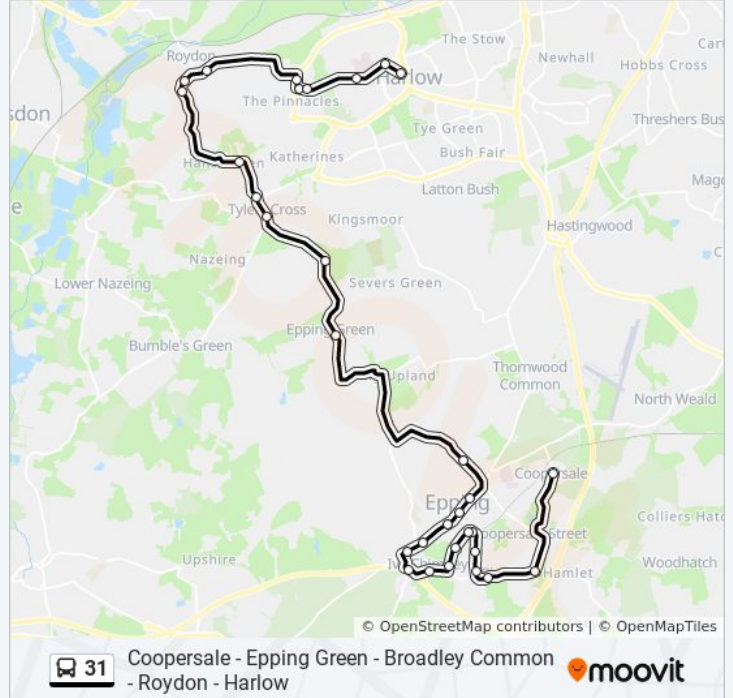 The Stow
Cart
Roydon
Newhall
Hobbs Cross
Harlow
The Pinnacles
sdon
Threshers Bus
Tye Green
Bush Fair
Katherines
Magd
Latton Bush
e
Tylers Cross
Kingsmoor
Hastingwood
C
Nazeing
Lower Nazeing
Severs Green
Epping Green
Bumble's Green
Upland
Thornwood
Common
North Weald
Coopersale
Epping
Colliers Hatc
Coopersale Street
Upshire
Hamlet
Woodhatch
© OpenStreetMap contributors | © OpenMapTiles
31
Coopersale - Epping Green - Broadley Common
- Roydon - Harlow
moovit